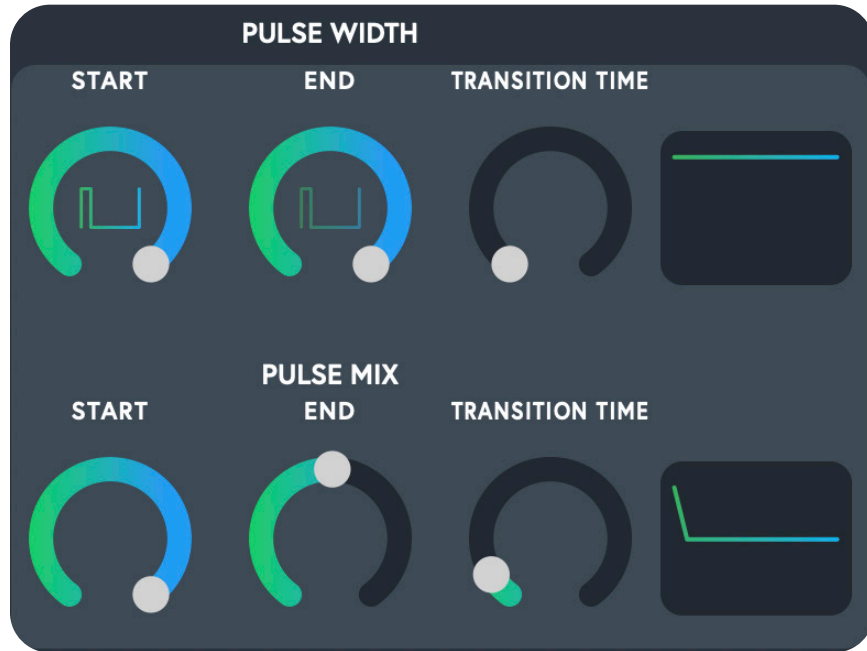 PULSE WIDTH
START END TRANSITION TIME
PULSE MIX
START END TRANSITION TIME